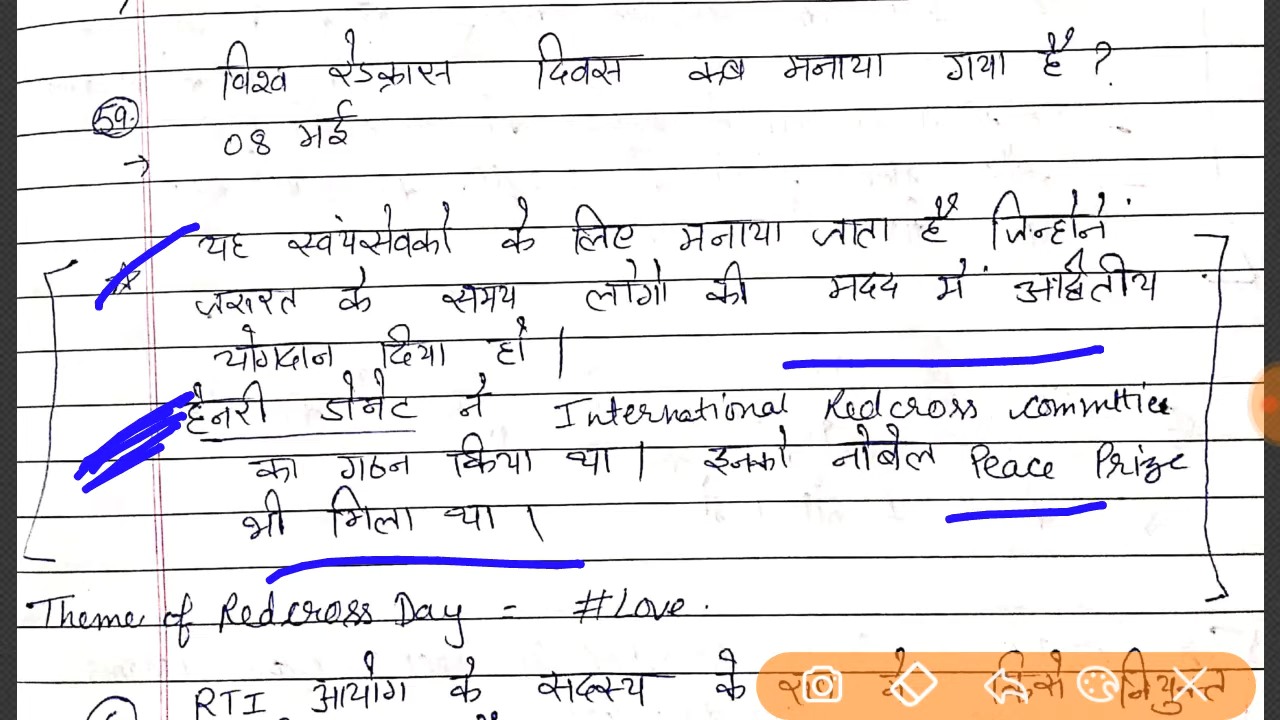 विश्व रेडक्रास दिवस कब मनाया गया है ?
59.
→ 08 मई
यह स्वयंसेवको के लिए मनाया जाता है जिन्होने
जरुरत के समय लोगो की मदद में अद्वितीय
योगदान दिया हो |
हैनरी डोनेट ने International Redcross committiee
का गठन किया था | इनको नोबेल Peace Prize
भी मिला था |
Theme of Redcross Day = #Love.
RTI आयोग के सदस्य के रूप में किसे नियुक्त